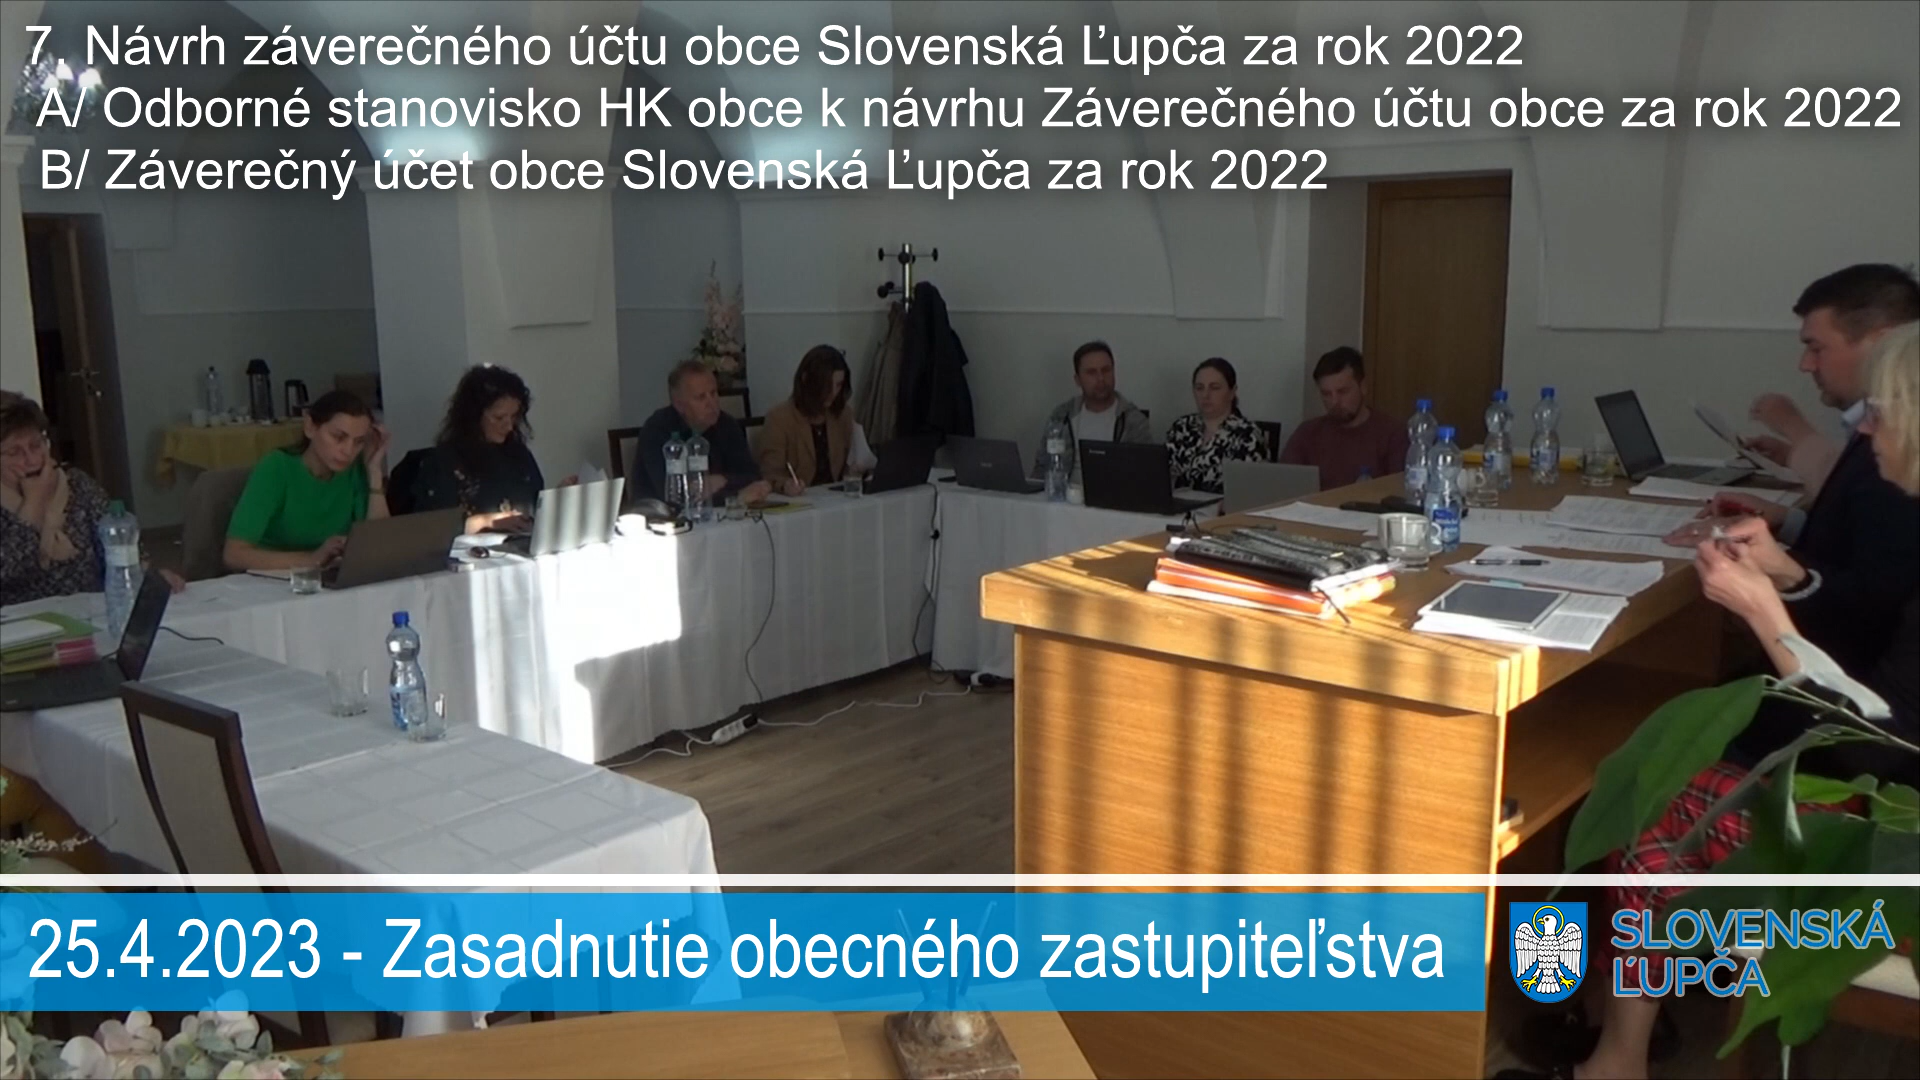 7. Návrh záverečného účtu obce Slovenská Ľupča za rok 2022
A/ Odborné stanovisko HK obce k návrhu Záverečného účtu obce za rok 2022
B/ Záverečný účet obce Slovenská Ľupča za rok 2022
25.4.2023 - Zasadnutie obecného zastupiteľstva
SLOVENSKÁ
ĽUPČA